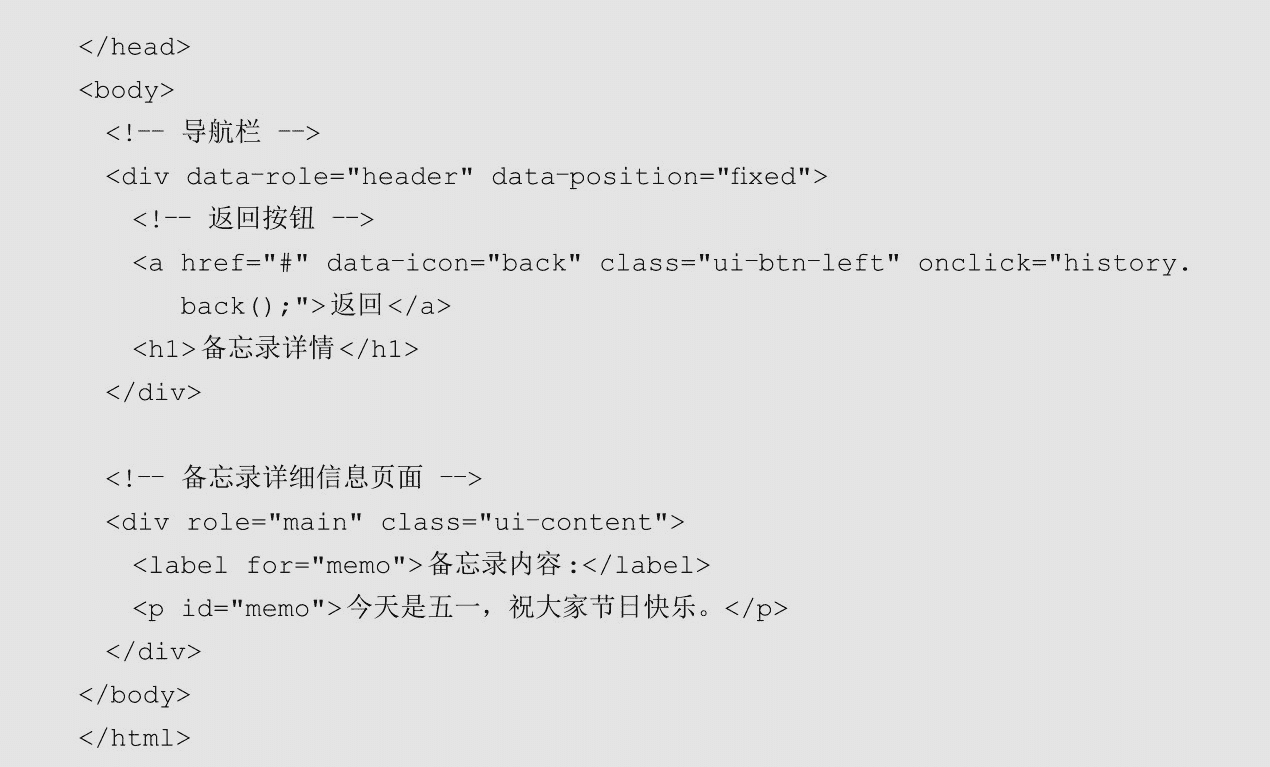 </head>
<body>
<!-- 导航栏 -->
<div data-role="header" data-position="fixed">
<!-- 返回按钮 -->
<a href="#" data-icon="back" class="ui-btn-left" onclick="history.
back();">返回</a>
<h1>备忘录详情</h1>
</div>
<!-- 备忘录详细信息页面 -->
<div role="main" class="ui-content">
<label for="memo">备忘录内容:</label>
<p id="memo">今天是五一，祝大家节日快乐。</p>
</div>
</body>
</html>